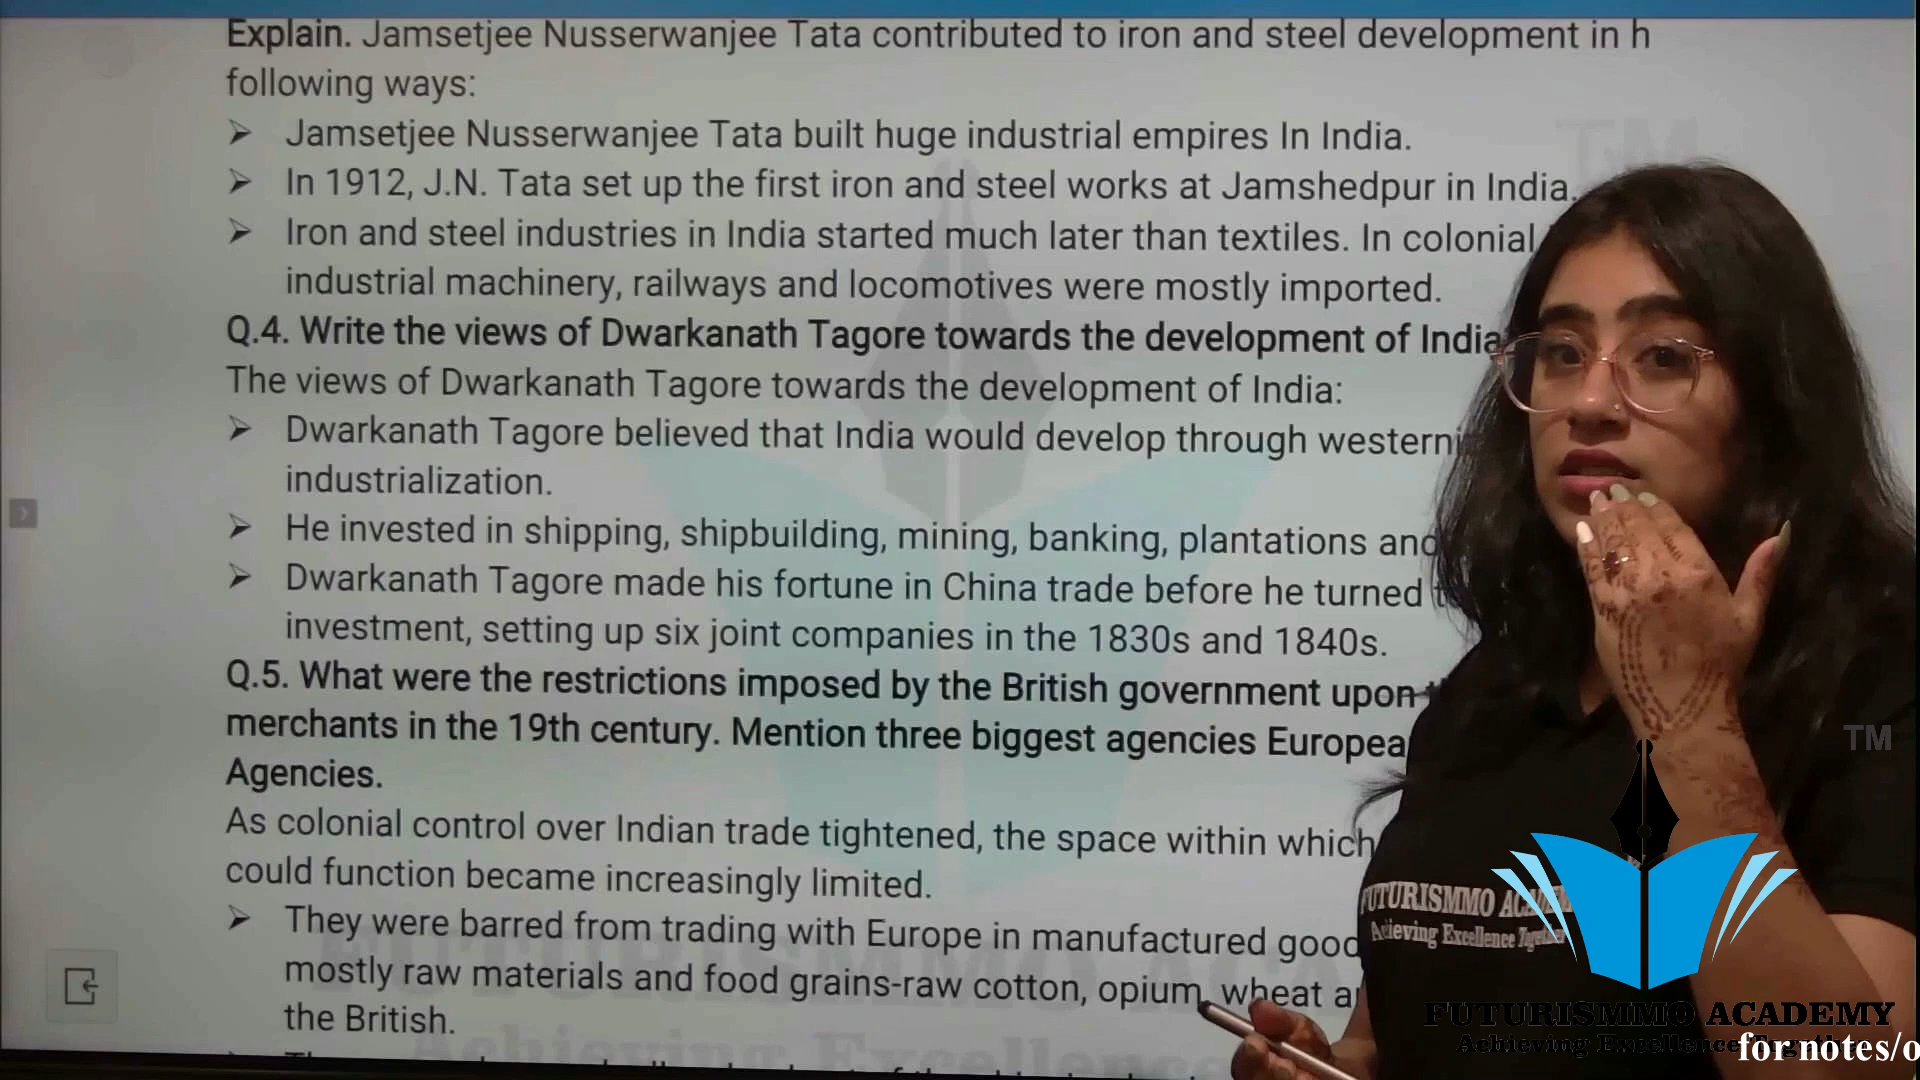 Explain. Jamsetjee Nusserwanjee Tata contributed to iron and steel development in h
following ways:
➢ Jamsetjee Nusserwanjee Tata built huge industrial empires In India.
➢ In 1912, J.N. Tata set up the first iron and steel works at Jamshedpur in India.
➢ Iron and steel industries in India started much later than textiles. In colonial
industrial machinery, railways and locomotives were mostly imported.
Q.4. Write the views of Dwarkanath Tagore towards the development of India
The views of Dwarkanath Tagore towards the development of India:
➢ Dwarkanath Tagore believed that India would develop through westerni
industrialization.
➢ He invested in shipping, shipbuilding, mining, banking, plantations and
➢ Dwarkanath Tagore made his fortune in China trade before he turned
investment, setting up six joint companies in the 1830s and 1840s.
Q.5. What were the restrictions imposed by the British government upon
merchants in the 19th century. Mention three biggest agencies Europea
Agencies.
As colonial control over Indian trade tightened, the space within which
could function became increasingly limited.
➢ They were barred from trading with Europe in manufactured good
mostly raw materials and food grains-raw cotton, opium, wheat a
the British.
TM
FUTURISMMO ACADEM
Achieving Excellence
FUTURISMMO ACADEMY
Achieving Excellence Together
for notes/o